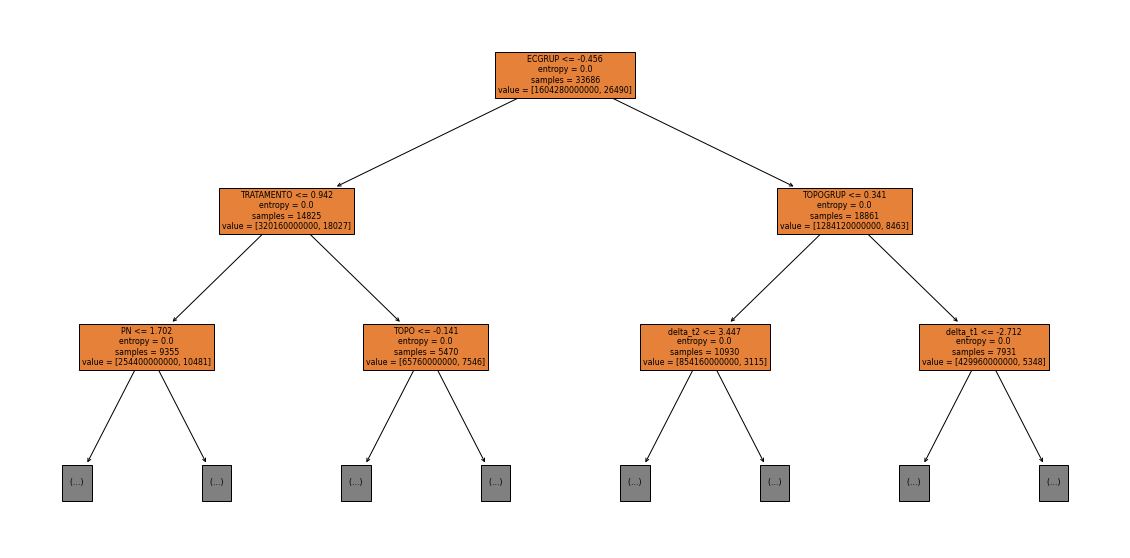 ECGRUP <= -0.456
entropy = 0.0
samples = 33686
value = [1604280000000, 26490]
TRATAMENTO <= 0.942
entropy = 0.0
samples = 14825
value = [320160000000, 18027]
TOPOGRUP <= 0.341
entropy = 0.0
samples = 18861
value = [1284120000000, 8463]
PN <= 1.702
entropy = 0.0
samples = 9355
value = [254400000000, 10481]
TOPO <= -0.141
entropy = 0.0
samples = 5470
value = [65760000000, 7546]
delta_t2 <= 3.447
entropy = 0.0
samples = 10930
value = [854160000000, 3115]
delta_t1 <= -2.712
entropy = 0.0
samples = 7931
value = [429960000000, 5348]
(...)
(...)
(...)
(...)
(...)
(...)
(...)
(...)